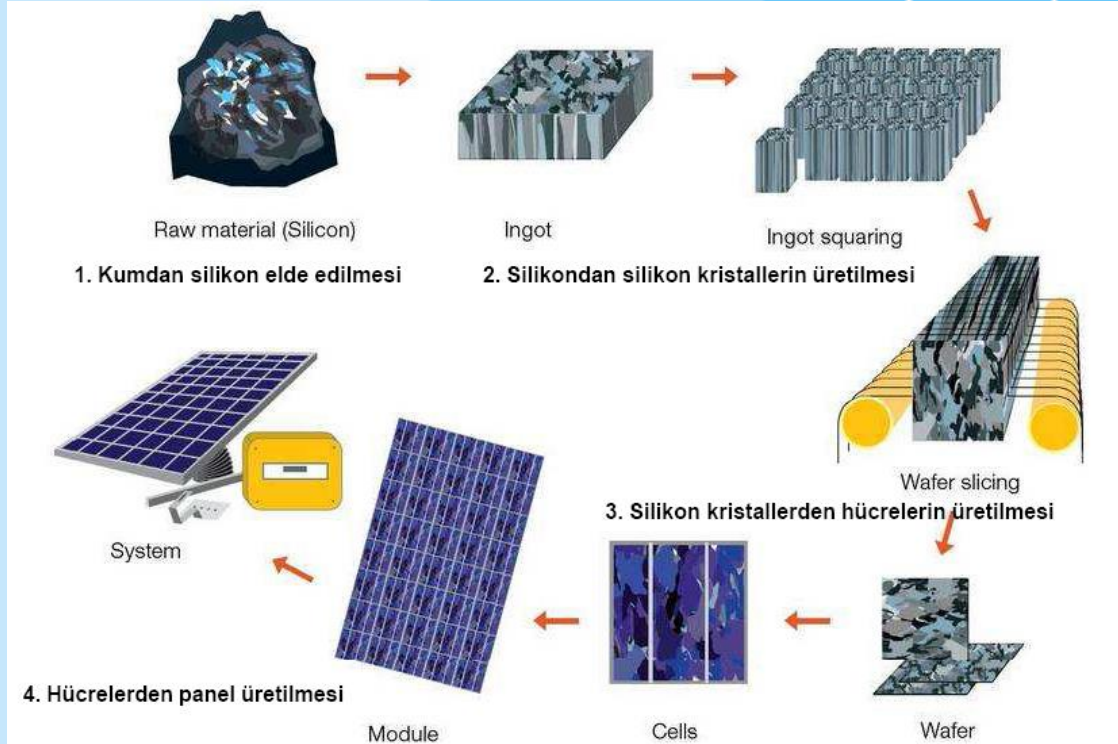 Raw material (Silicon)
Ingot
Ingot squaring
1. Kumdan silikon elde edilmesi
2. Silikondan silikon kristallerin üretilmesi
Wafer slicing
3. Silikon kristallerden hücrelerin üretilmesi
System
4. Hücrelerden panel üretilmesi
Module
Cells
Wafer